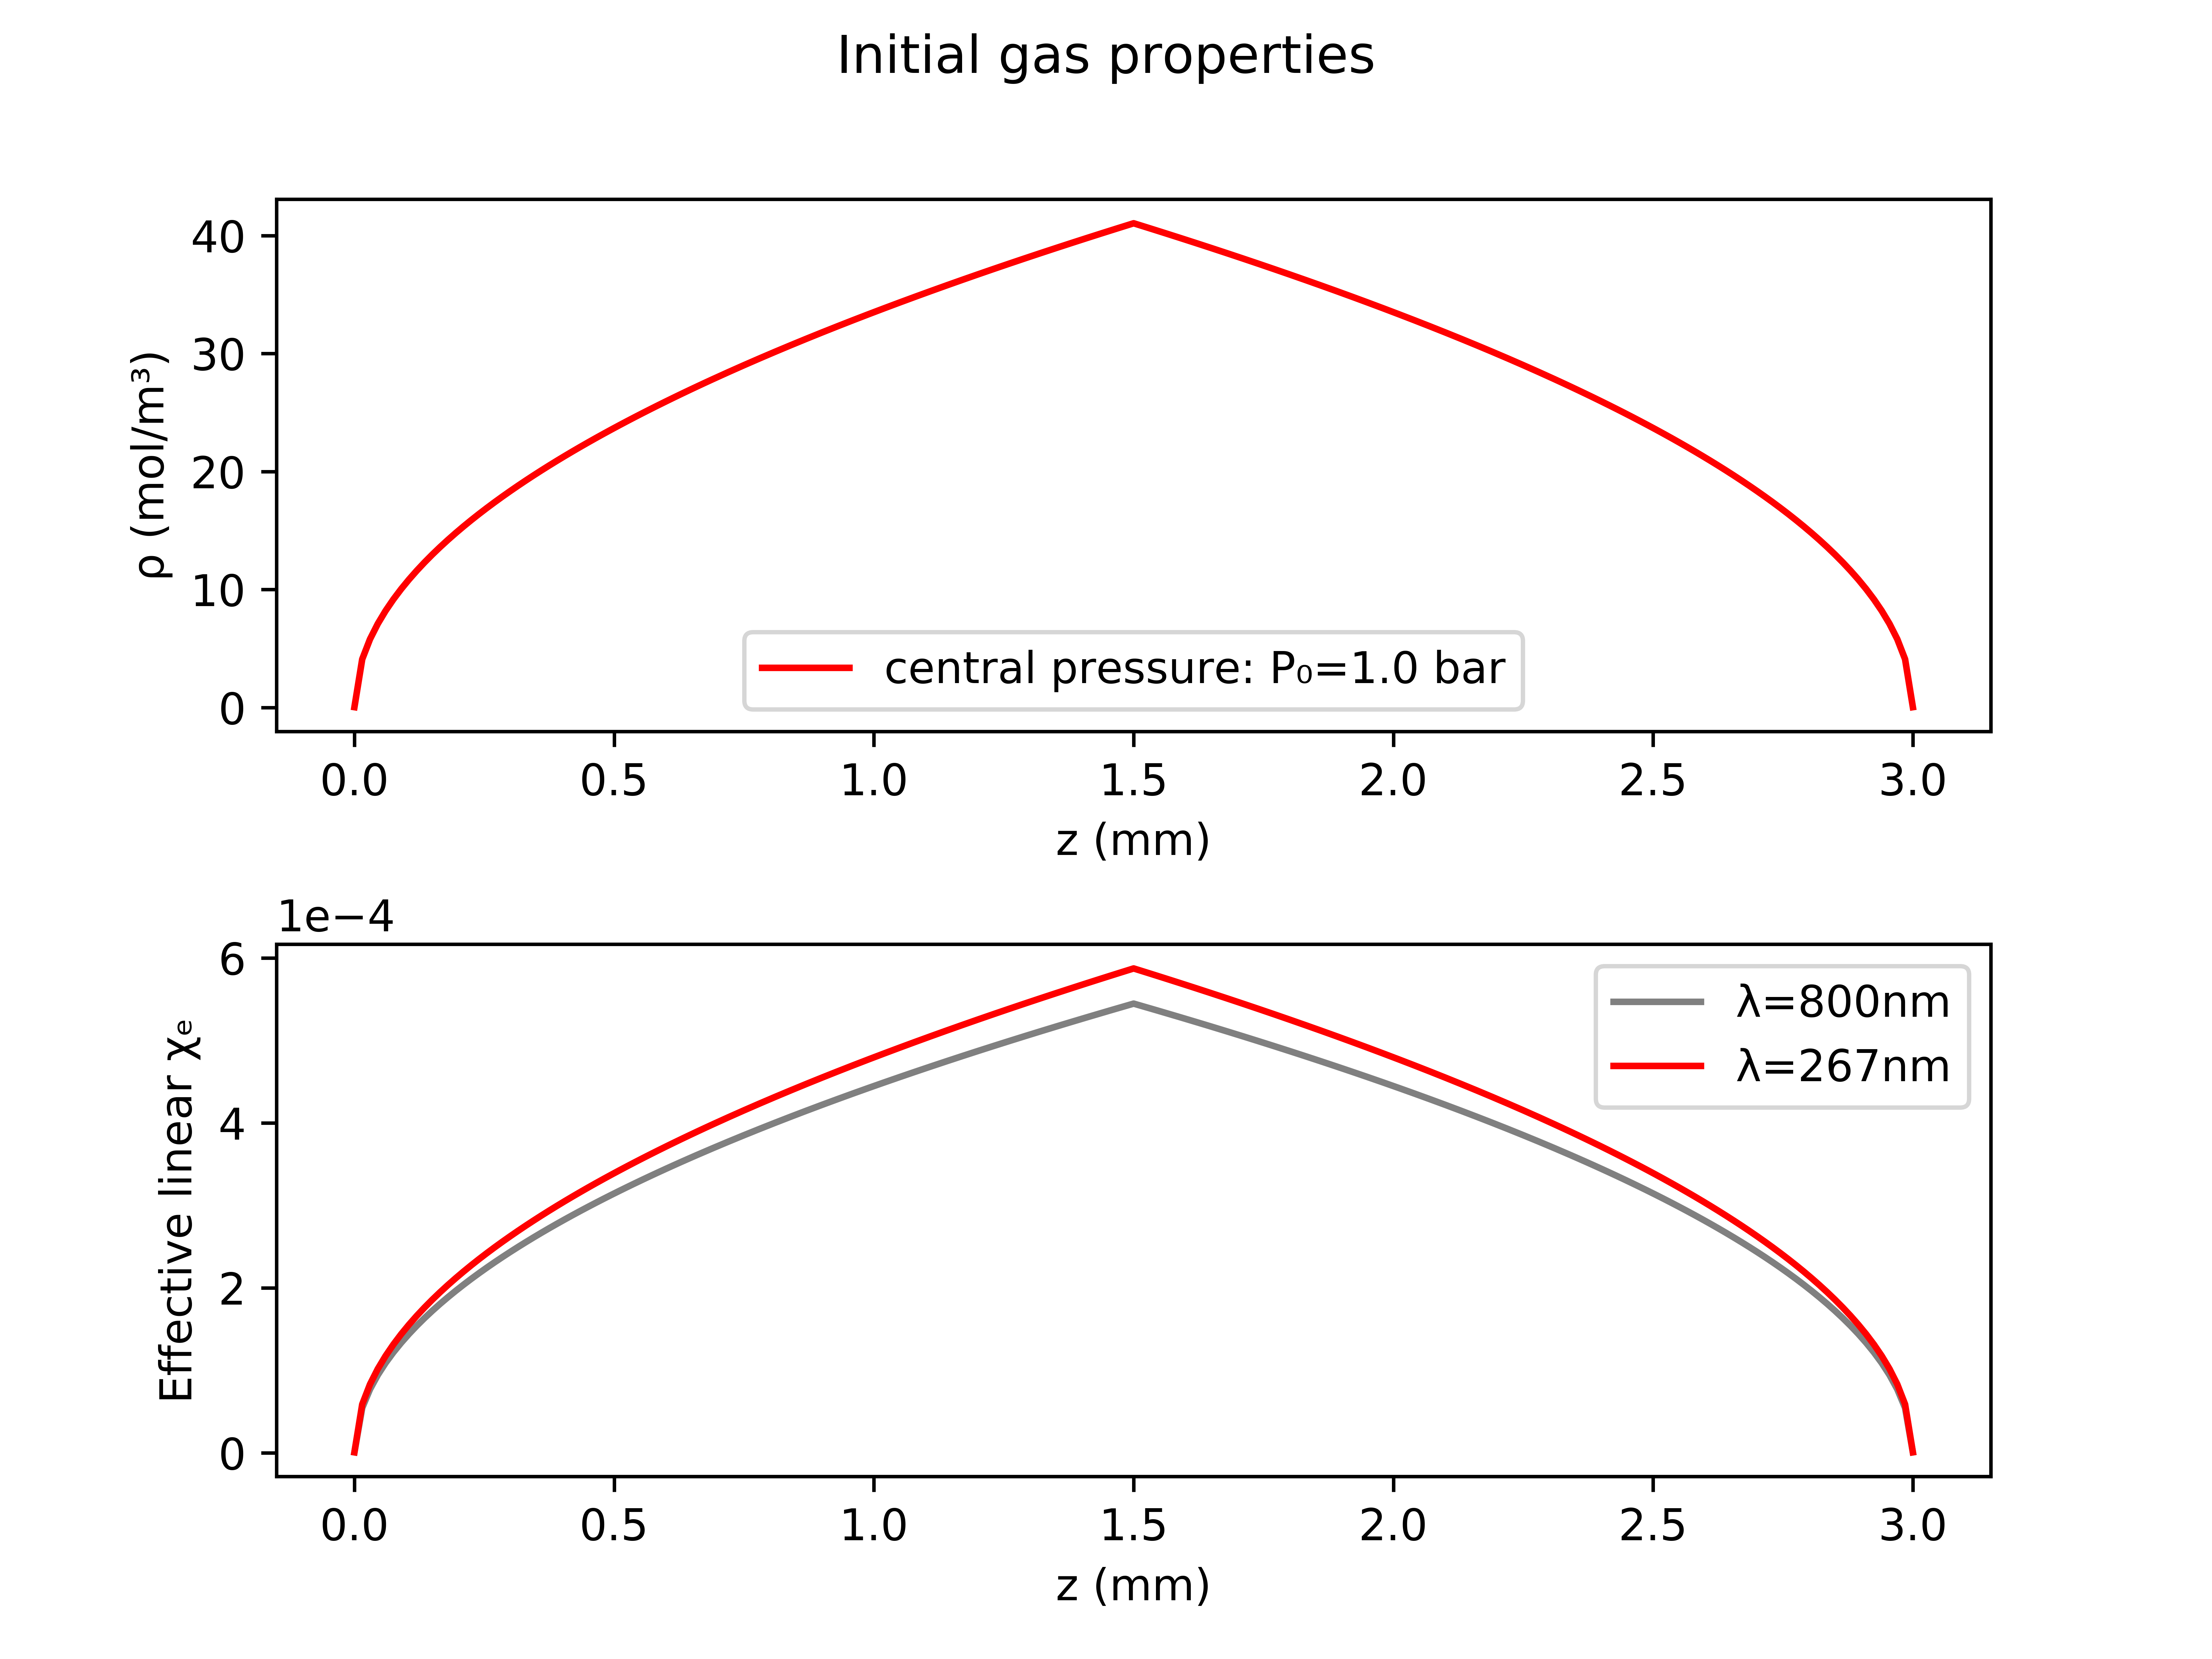 Initial gas properties
40
30
20
10
0
ρ (mol/m³)
central pressure: P₀=1.0 bar
0.0 0.5 1.0 1.5 2.0 2.5 3.0
z (mm)
1e−4
6
4
2
0
Effective linear χₑ
λ=800nm
λ=267nm
0.0 0.5 1.0 1.5 2.0 2.5 3.0
z (mm)